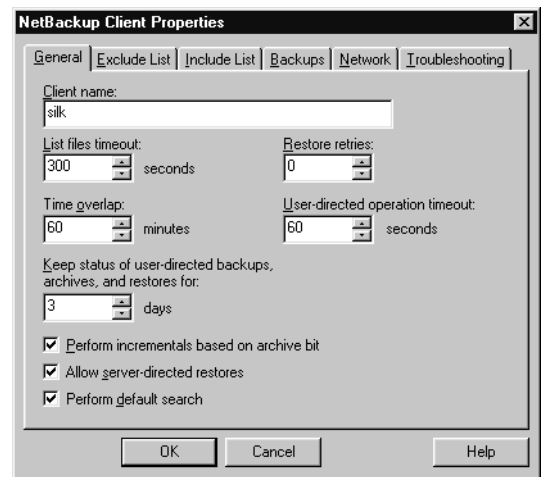 NetBackup Client Properties
General Exclude List Include List Backups Network Troubleshooting
Client name:
silk
List files timeout: Restore retries:
300 seconds 0
Time overlap: User-directed operation timeout:
60 minutes 60 seconds
Keep status of user-directed backups,
archives, and restores for:
3 days
Perform incrementals based on archive bit
Allow server-directed restores
Perform default search
OK Cancel Help